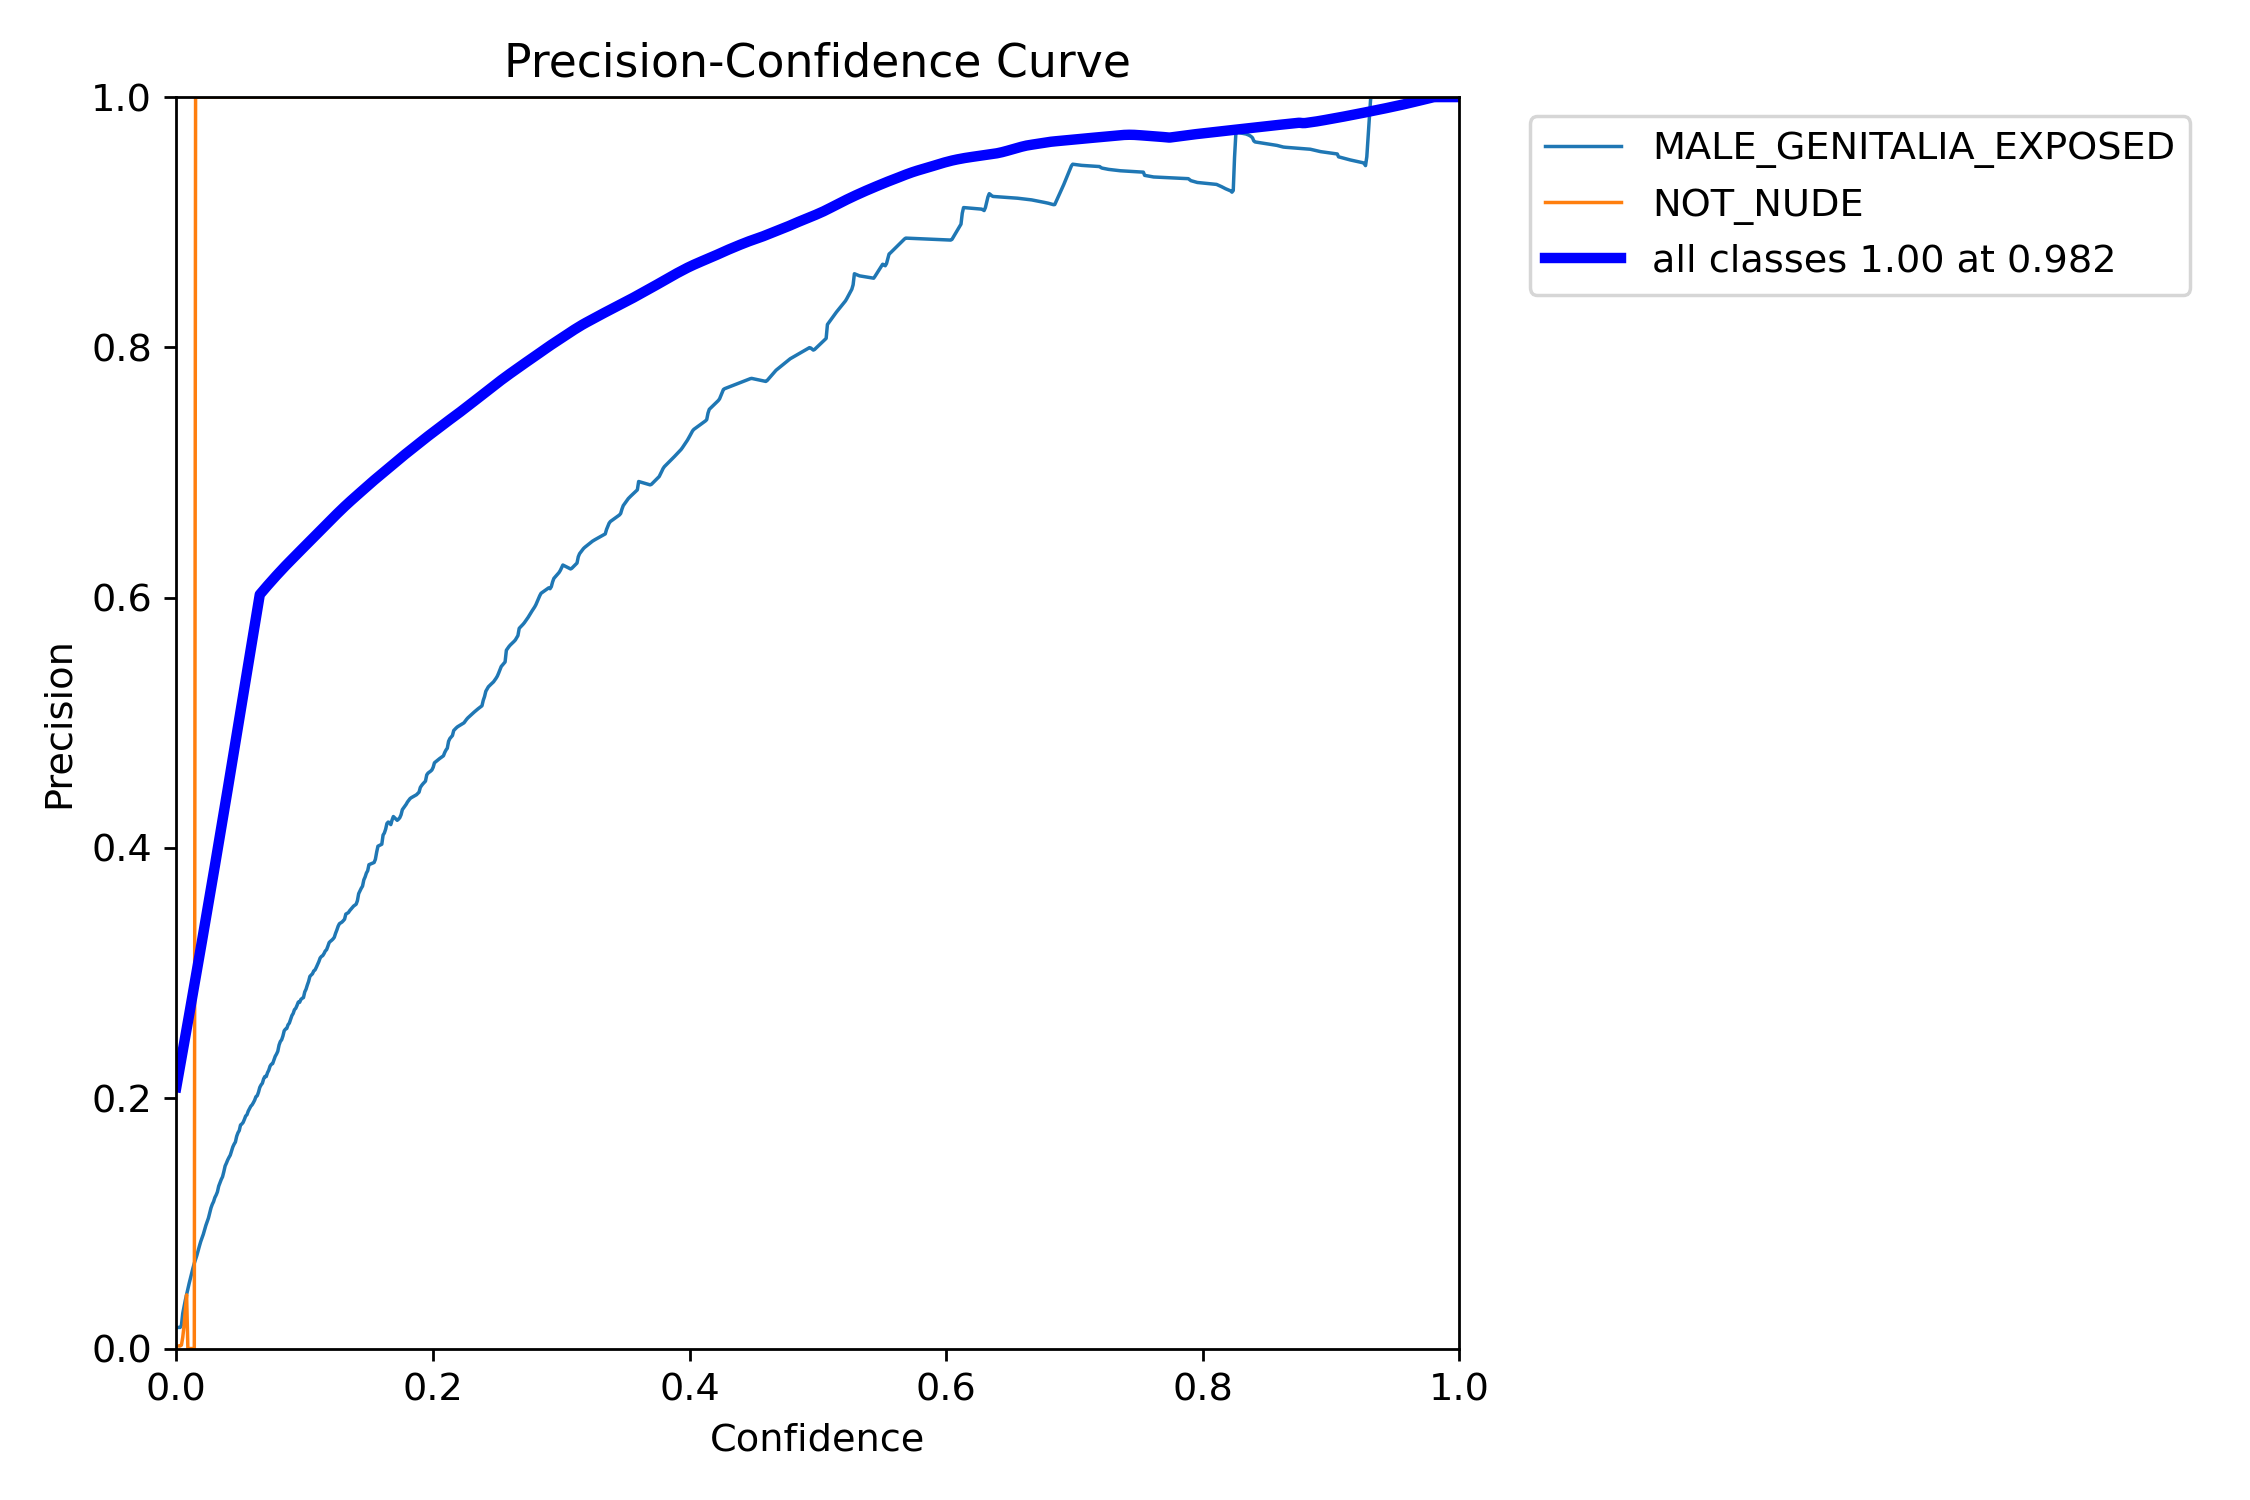 Precision-Confidence Curve
1.0
0.8
0.6
0.4
0.2
0.0
Precision
0.0 0.2 0.4 0.6 0.8 1.0
Confidence
MALE_GENITALIA_EXPOSED
NOT_NUDE
all classes 1.00 at 0.982